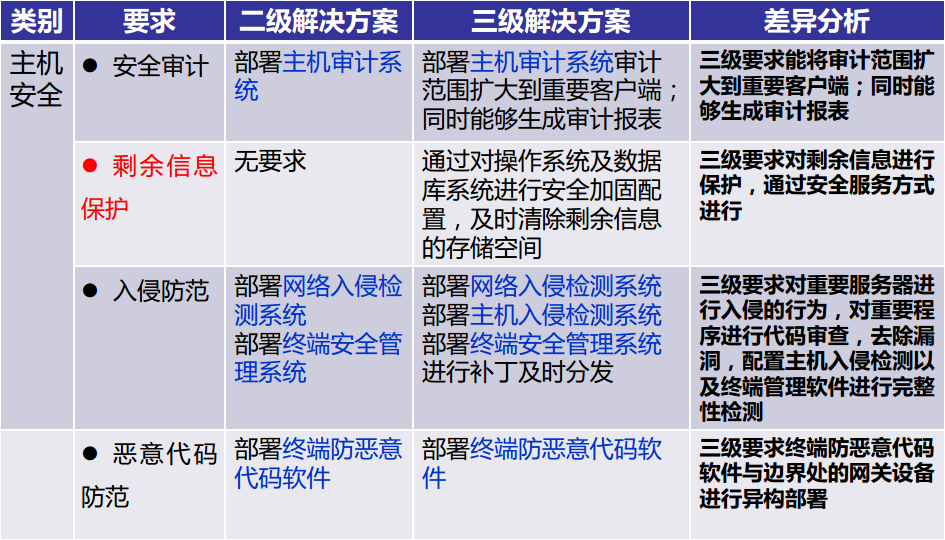 类别
要求
二级解决方案
三级解决方案
差异分析
主机
安全
● 安全审计
部署主机审计系
统
部署主机审计系统审计
范围扩大到重要客户端；
同时能够生成审计报表
三级要求能将审计范围扩
大到重要客户端；同时能
够生成审计报表
● 剩余信息
保护
无要求
通过对操作系统及数据
库系统进行安全加固配
置，及时清除剩余信息
的存储空间
三级要求对剩余信息进行
保护，通过安全服务方式
进行
● 入侵防范
部署网络入侵检
测系统
部署终端安全管
理系统
部署网络入侵检测系统
部署主机入侵检测系统
部署终端安全管理系统
进行补丁及时分发
三级要求对重要服务器进
行入侵的行为，对重要程
序进行代码审查，去除漏
洞，配置主机入侵检测以
及终端管理软件进行完整
性检测
● 恶意代码
防范
部署终端防恶意
代码软件
部署终端防恶意代码软
件
三级要求终端防恶意代码
软件与边界处的网关设备
进行异构部署